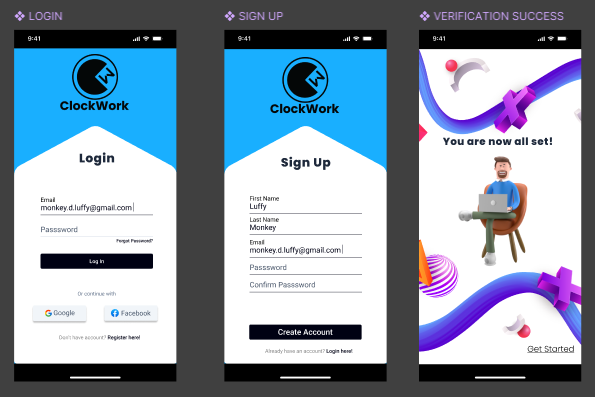 LOGIN
9:41
ClockWork
Login
Email
monkey.d.luffy@gmail.com
Passsword
Forgot Password?
Log In
Or continue with
Google
Facebook
Don't have account? Register here!
SIGN UP
9:41
ClockWork
Sign Up
First Name
Luffy
Last Name
Monkey
Email
monkey.d.luffy@gmail.com
Passsword
Confirm Passsword
Create Account
Already have an account? Login here!
VERIFICATION SUCCESS
9:41
You are now all set!
Get Started